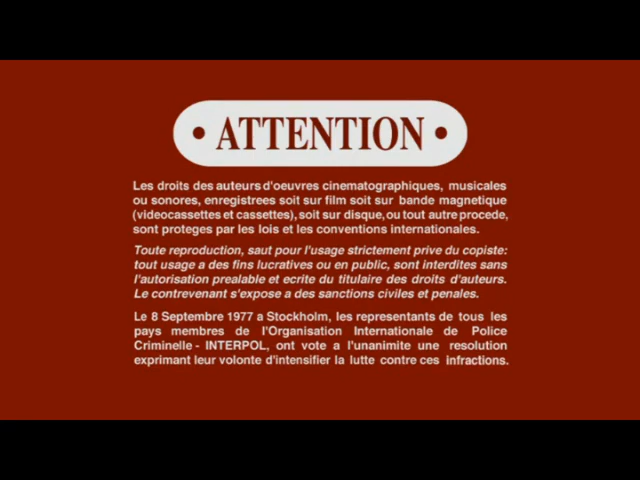 • ATTENTION •
Les droits des auteurs d'oeuvres cinematographiques, musicales
ou sonores, enregistrees soit sur film soit sur bande magnetique
(videocassettes et cassettes), soit sur disque, ou tout autre procede,
sont proteges par les lois et les conventions internationales.
Toute reproduction, saut pour l'usage strictement prive du copiste:
tout usage a des fins lucratives ou en public, sont interdites sans
l'autorisation prealable et ecrite du titulaire des droits d'auteurs.
Le contrevenant s'expose a des sanctions civiles et penales.
Le 8 Septembre 1977 a Stockholm, les representants de tous les
pays membres de l'Organisation Internationale de Police
Criminelle - INTERPOL, ont vote a l'unanimite une resolution
exprimant leur volonte d'intensifier la lutte contre ces infractions.